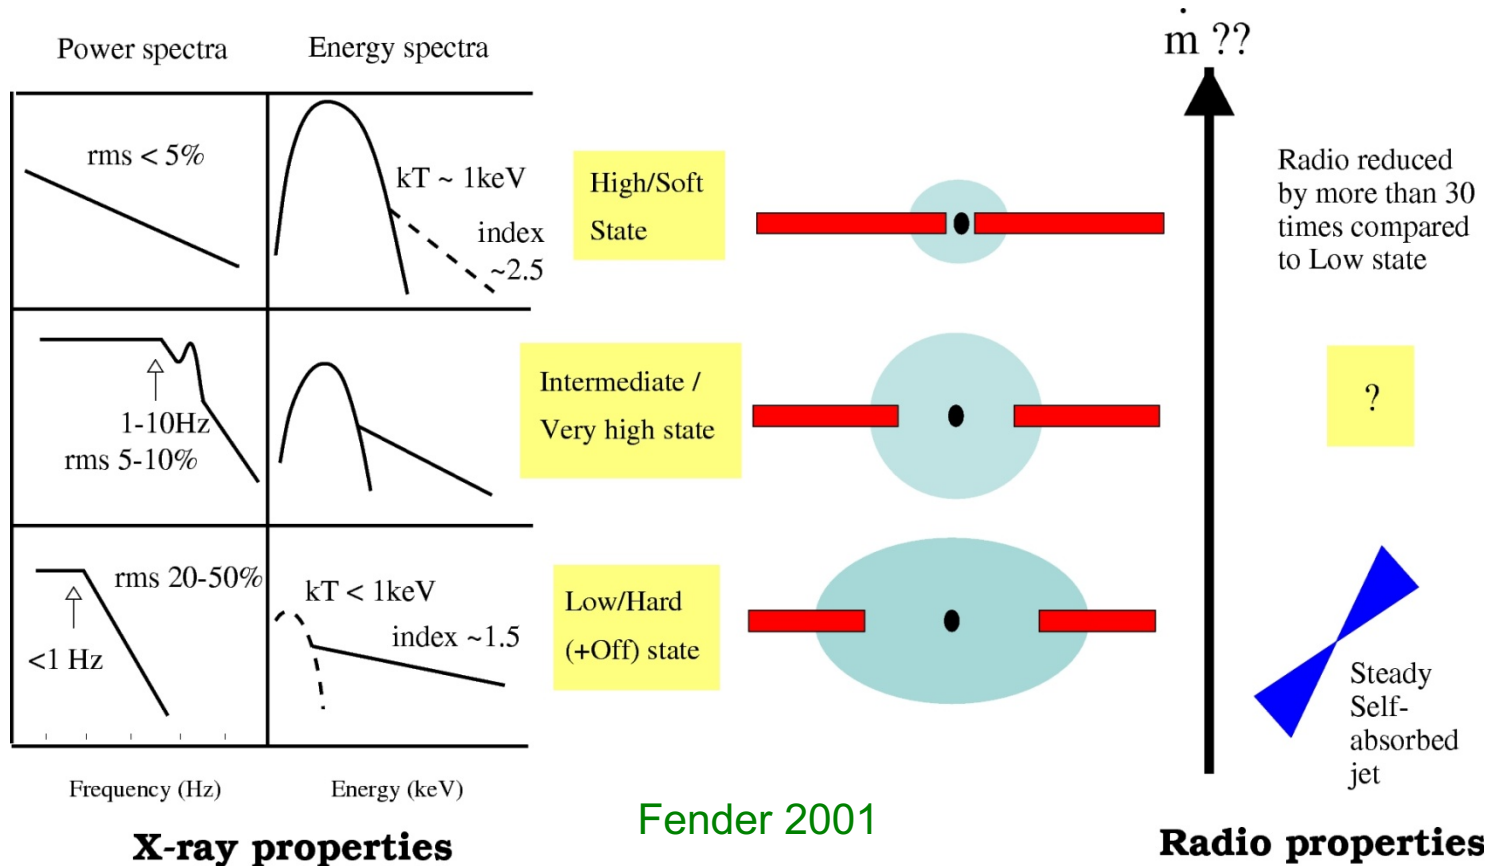 Power spectra
Energy spectra
ṁ ??
rms < 5%
kT ~ 1keV
index
~2.5
High/Soft
State
Radio reduced
by more than 30
times compared
to Low state
1-10Hz
rms 5-10%
Intermediate /
Very high state
?
rms 20-50%
<1 Hz
kT < 1keV
index ~1.5
Low/Hard
(+Off) state
Steady
Self-
absorbed
jet
Frequency (Hz)
Energy (keV)
Fender 2001
X-ray properties
Radio properties